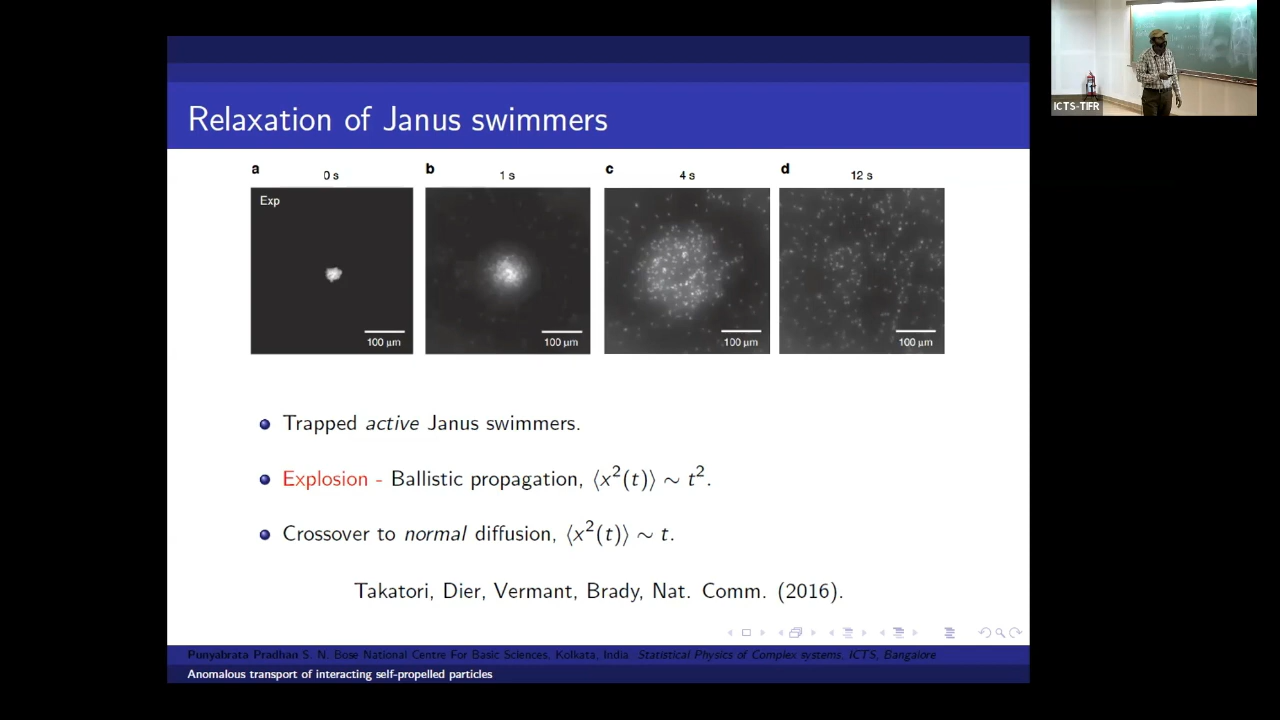 Relaxation of Janus swimmers
a 0 s b 1 s c 4 s d 12 s
Exp
100 μm 100 μm 100 μm 100 μm
Trapped active Janus swimmers.
Explosion - Ballistic propagation, ⟨x²(t)⟩ ∼ t².
Crossover to normal diffusion, ⟨x²(t)⟩ ∼ t.
Takatori, Dier, Vermant, Brady, Nat. Comm. (2016).
Punyabrata Pradhan S. N. Bose National Centre For Basic Sciences, Kolkata, India. Statistical Physics of Complex systems, ICTS, Bangalore
Anomalous transport of interacting self-propelled particles
ICTS-TIFR